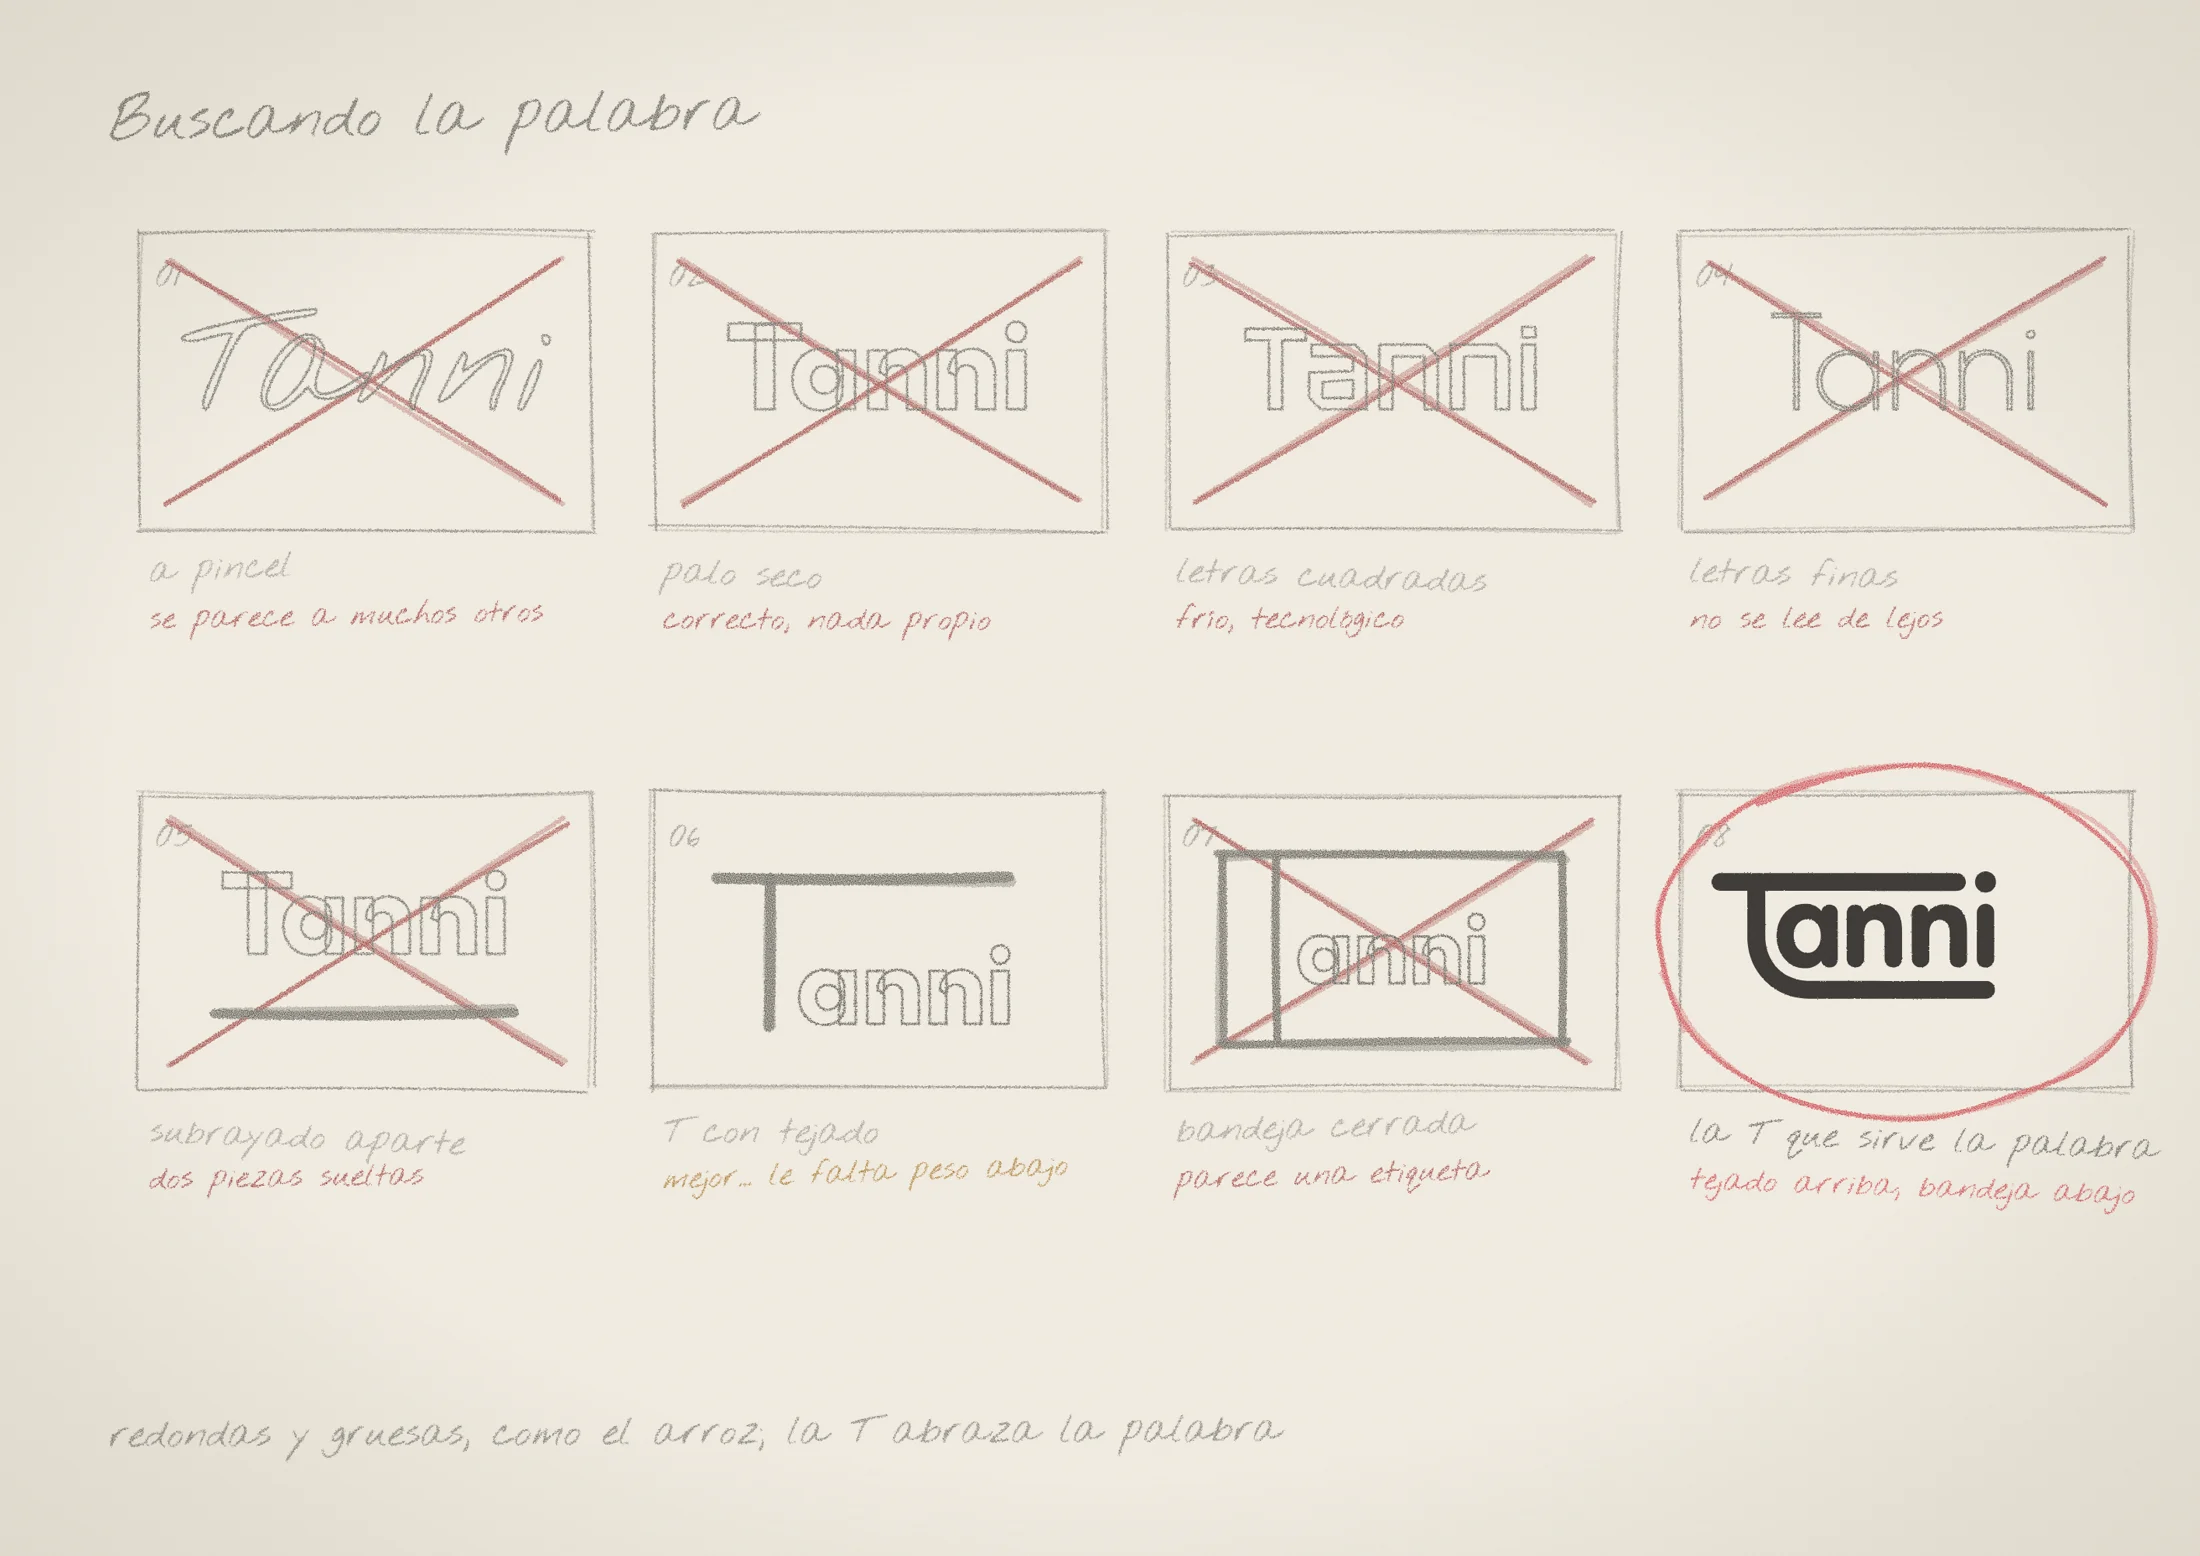 Buscando la palabra
01
Tanni
a pincel
se parece a muchos otros
02
Tanni
palo seco
correcto, nada propio
03
Tanni
letras cuadradas
frío, tecnológico
04
Tanni
letras finas
no se lee de lejos
05
Tanni
subrayado aparte
dos piezas sueltas
06
Tanni
T con tejado
mejor... le falta peso abajo
07
anni
bandeja cerrada
parece una etiqueta
08
Tanni
la T que sirve la palabra
tejado arriba, bandeja abajo
redondas y gruesas, como el arroz; la T abraza la palabra